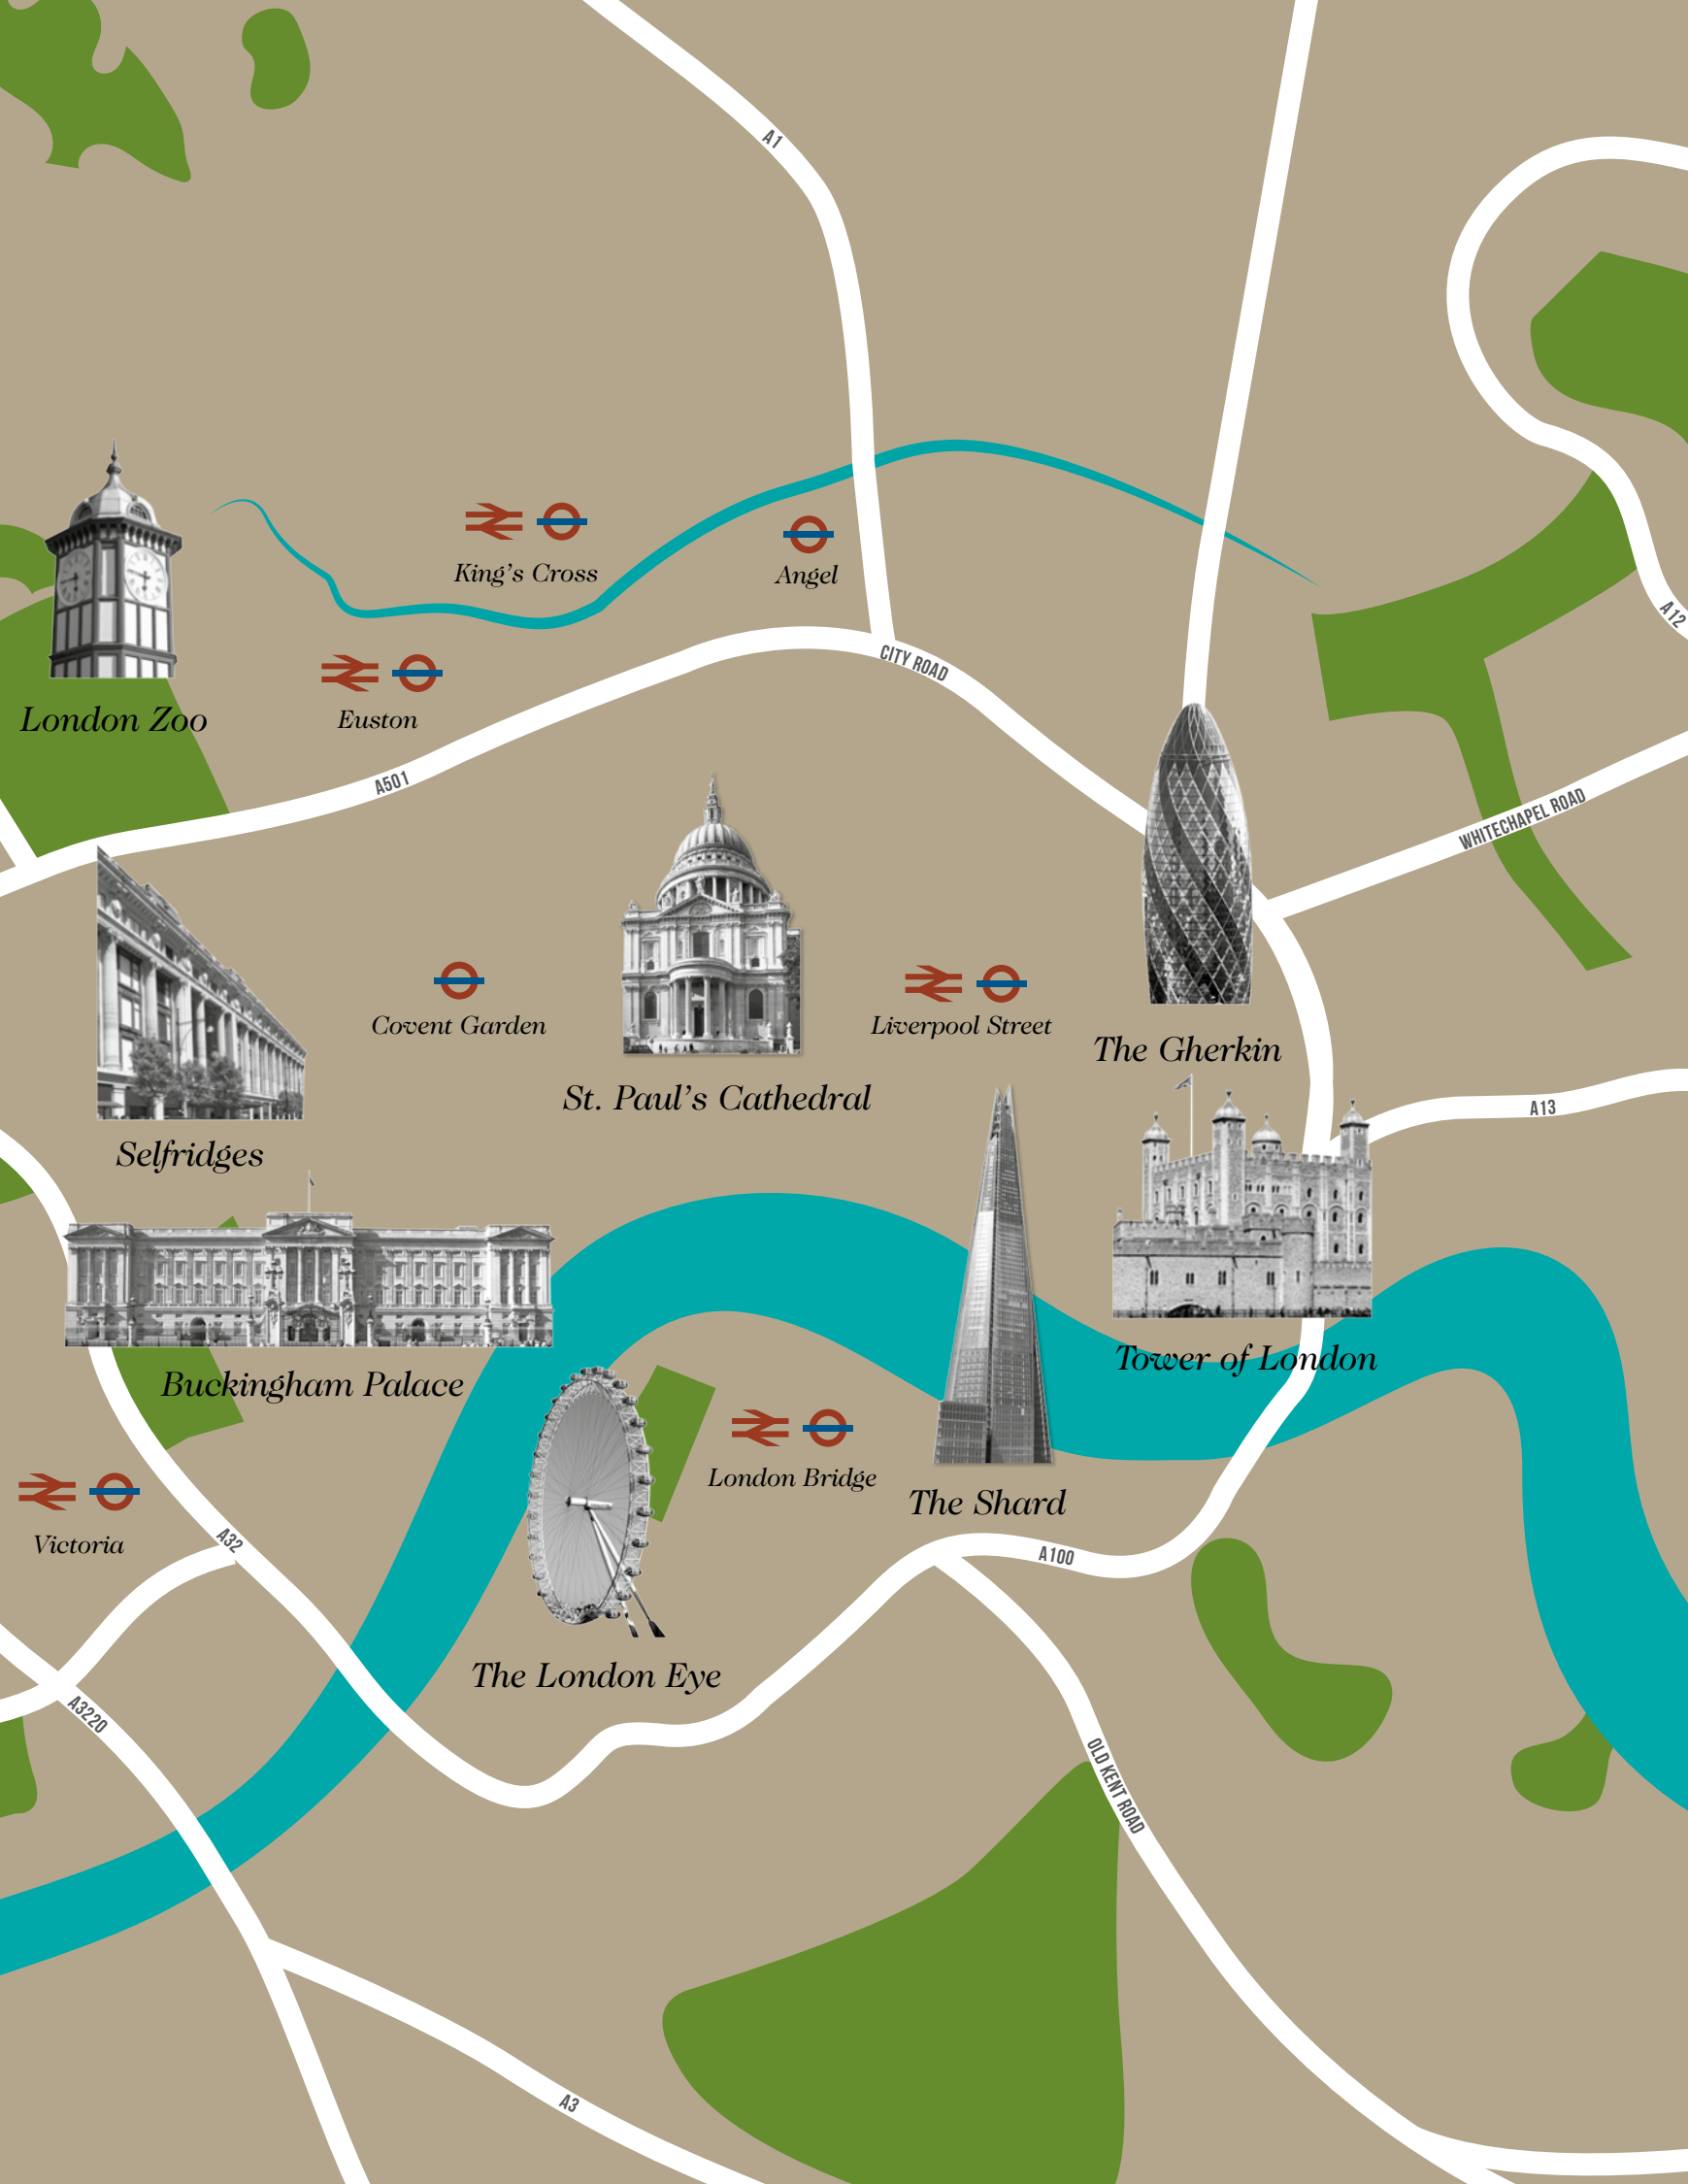 A1
King's Cross
Angel
A12
CITY ROAD
London Zoo
Euston
A501
WHITECHAPEL ROAD
Covent Garden
Liverpool Street
The Gherkin
St. Paul's Cathedral
A13
Selfridges
Tower of London
Buckingham Palace
London Bridge
The Shard
Victoria
A32
A100
The London Eye
A3220
OLD KENT ROAD
A3